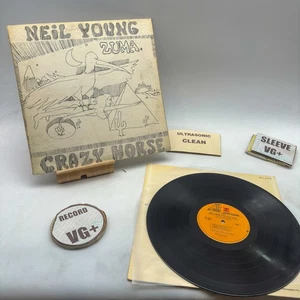 NEIL YOUNG
ZUMA.
CRAZY HORSE
ULTRASONIC
CLEAN
SLEEVE
VG+
RECORD
VG+